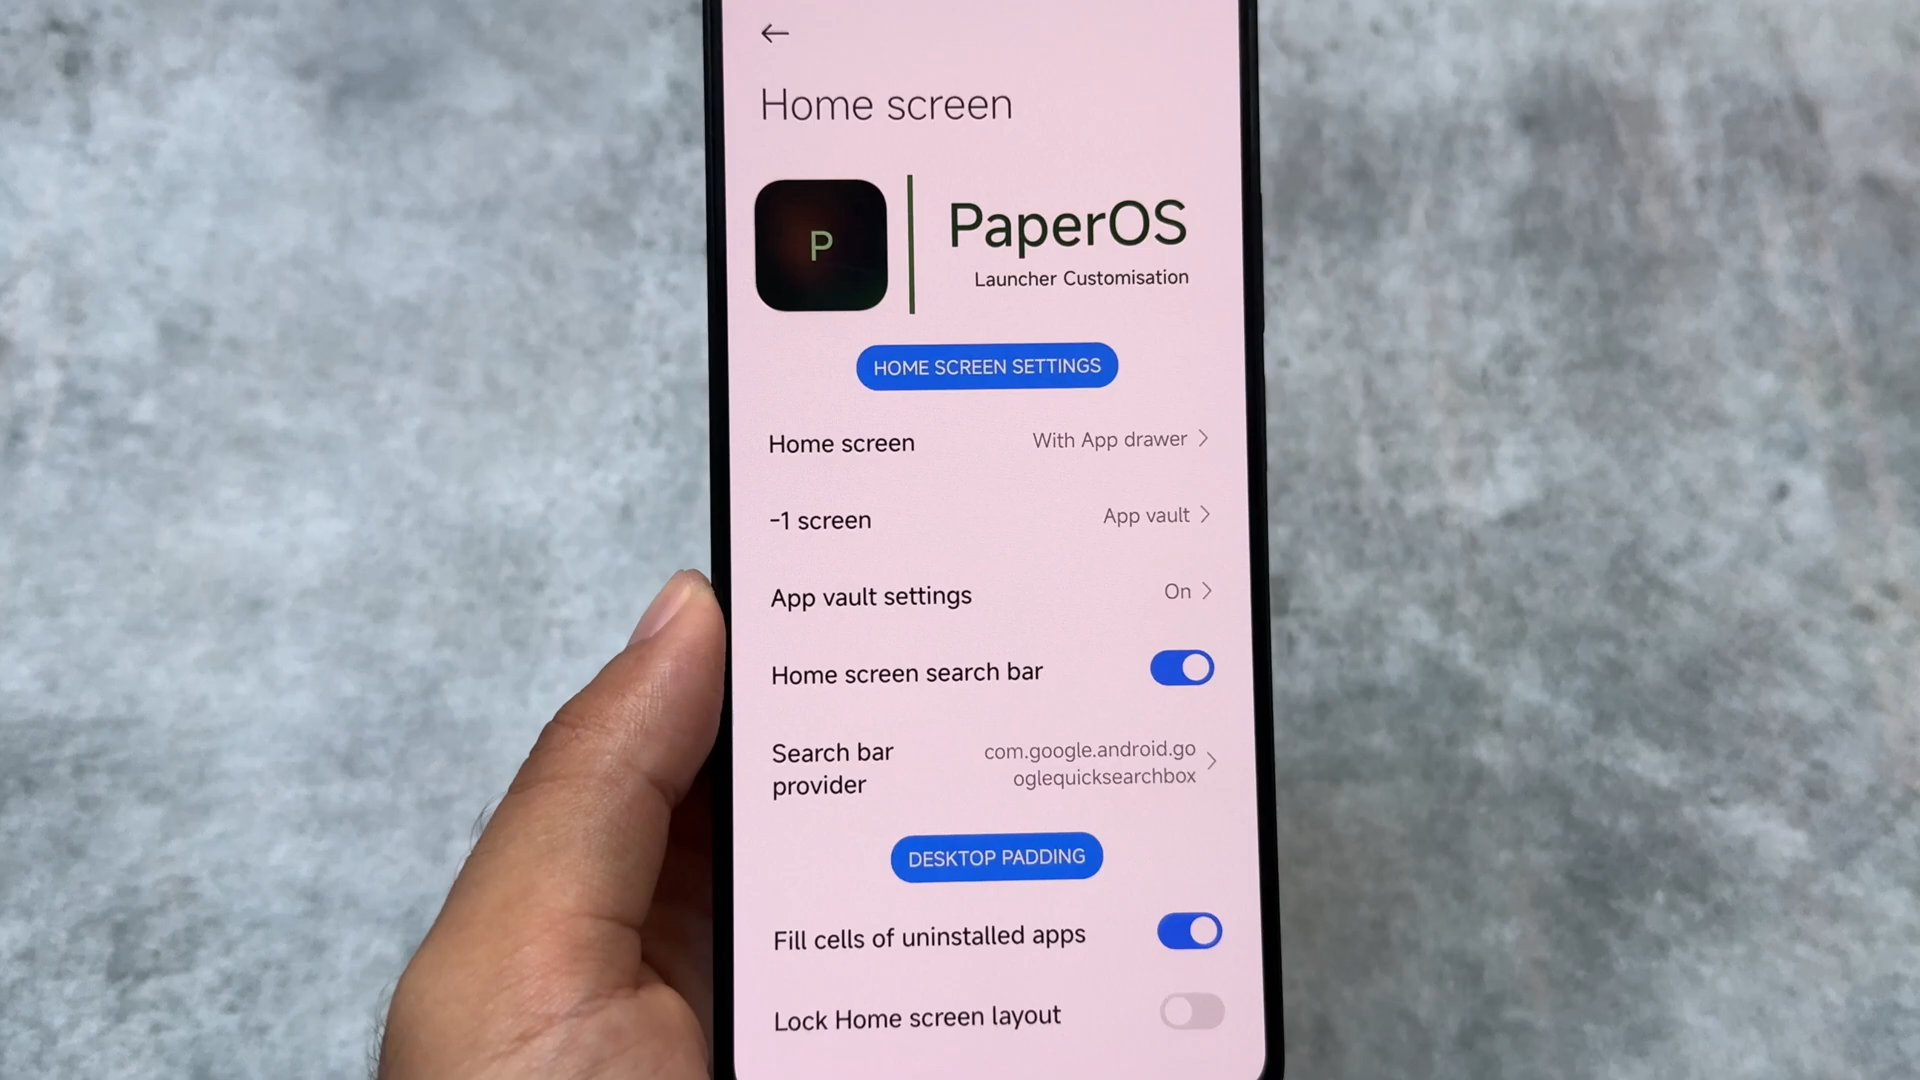 Home screen
P
PaperOS
Launcher Customisation
HOME SCREEN SETTINGS
Home screen
With App drawer
-1 screen
App vault
App vault settings
On
Home screen search bar
Search bar
provider
com.google.android.go
oglequicksearchbox
DESKTOP PADDING
Fill cells of uninstalled apps
Lock Home screen layout